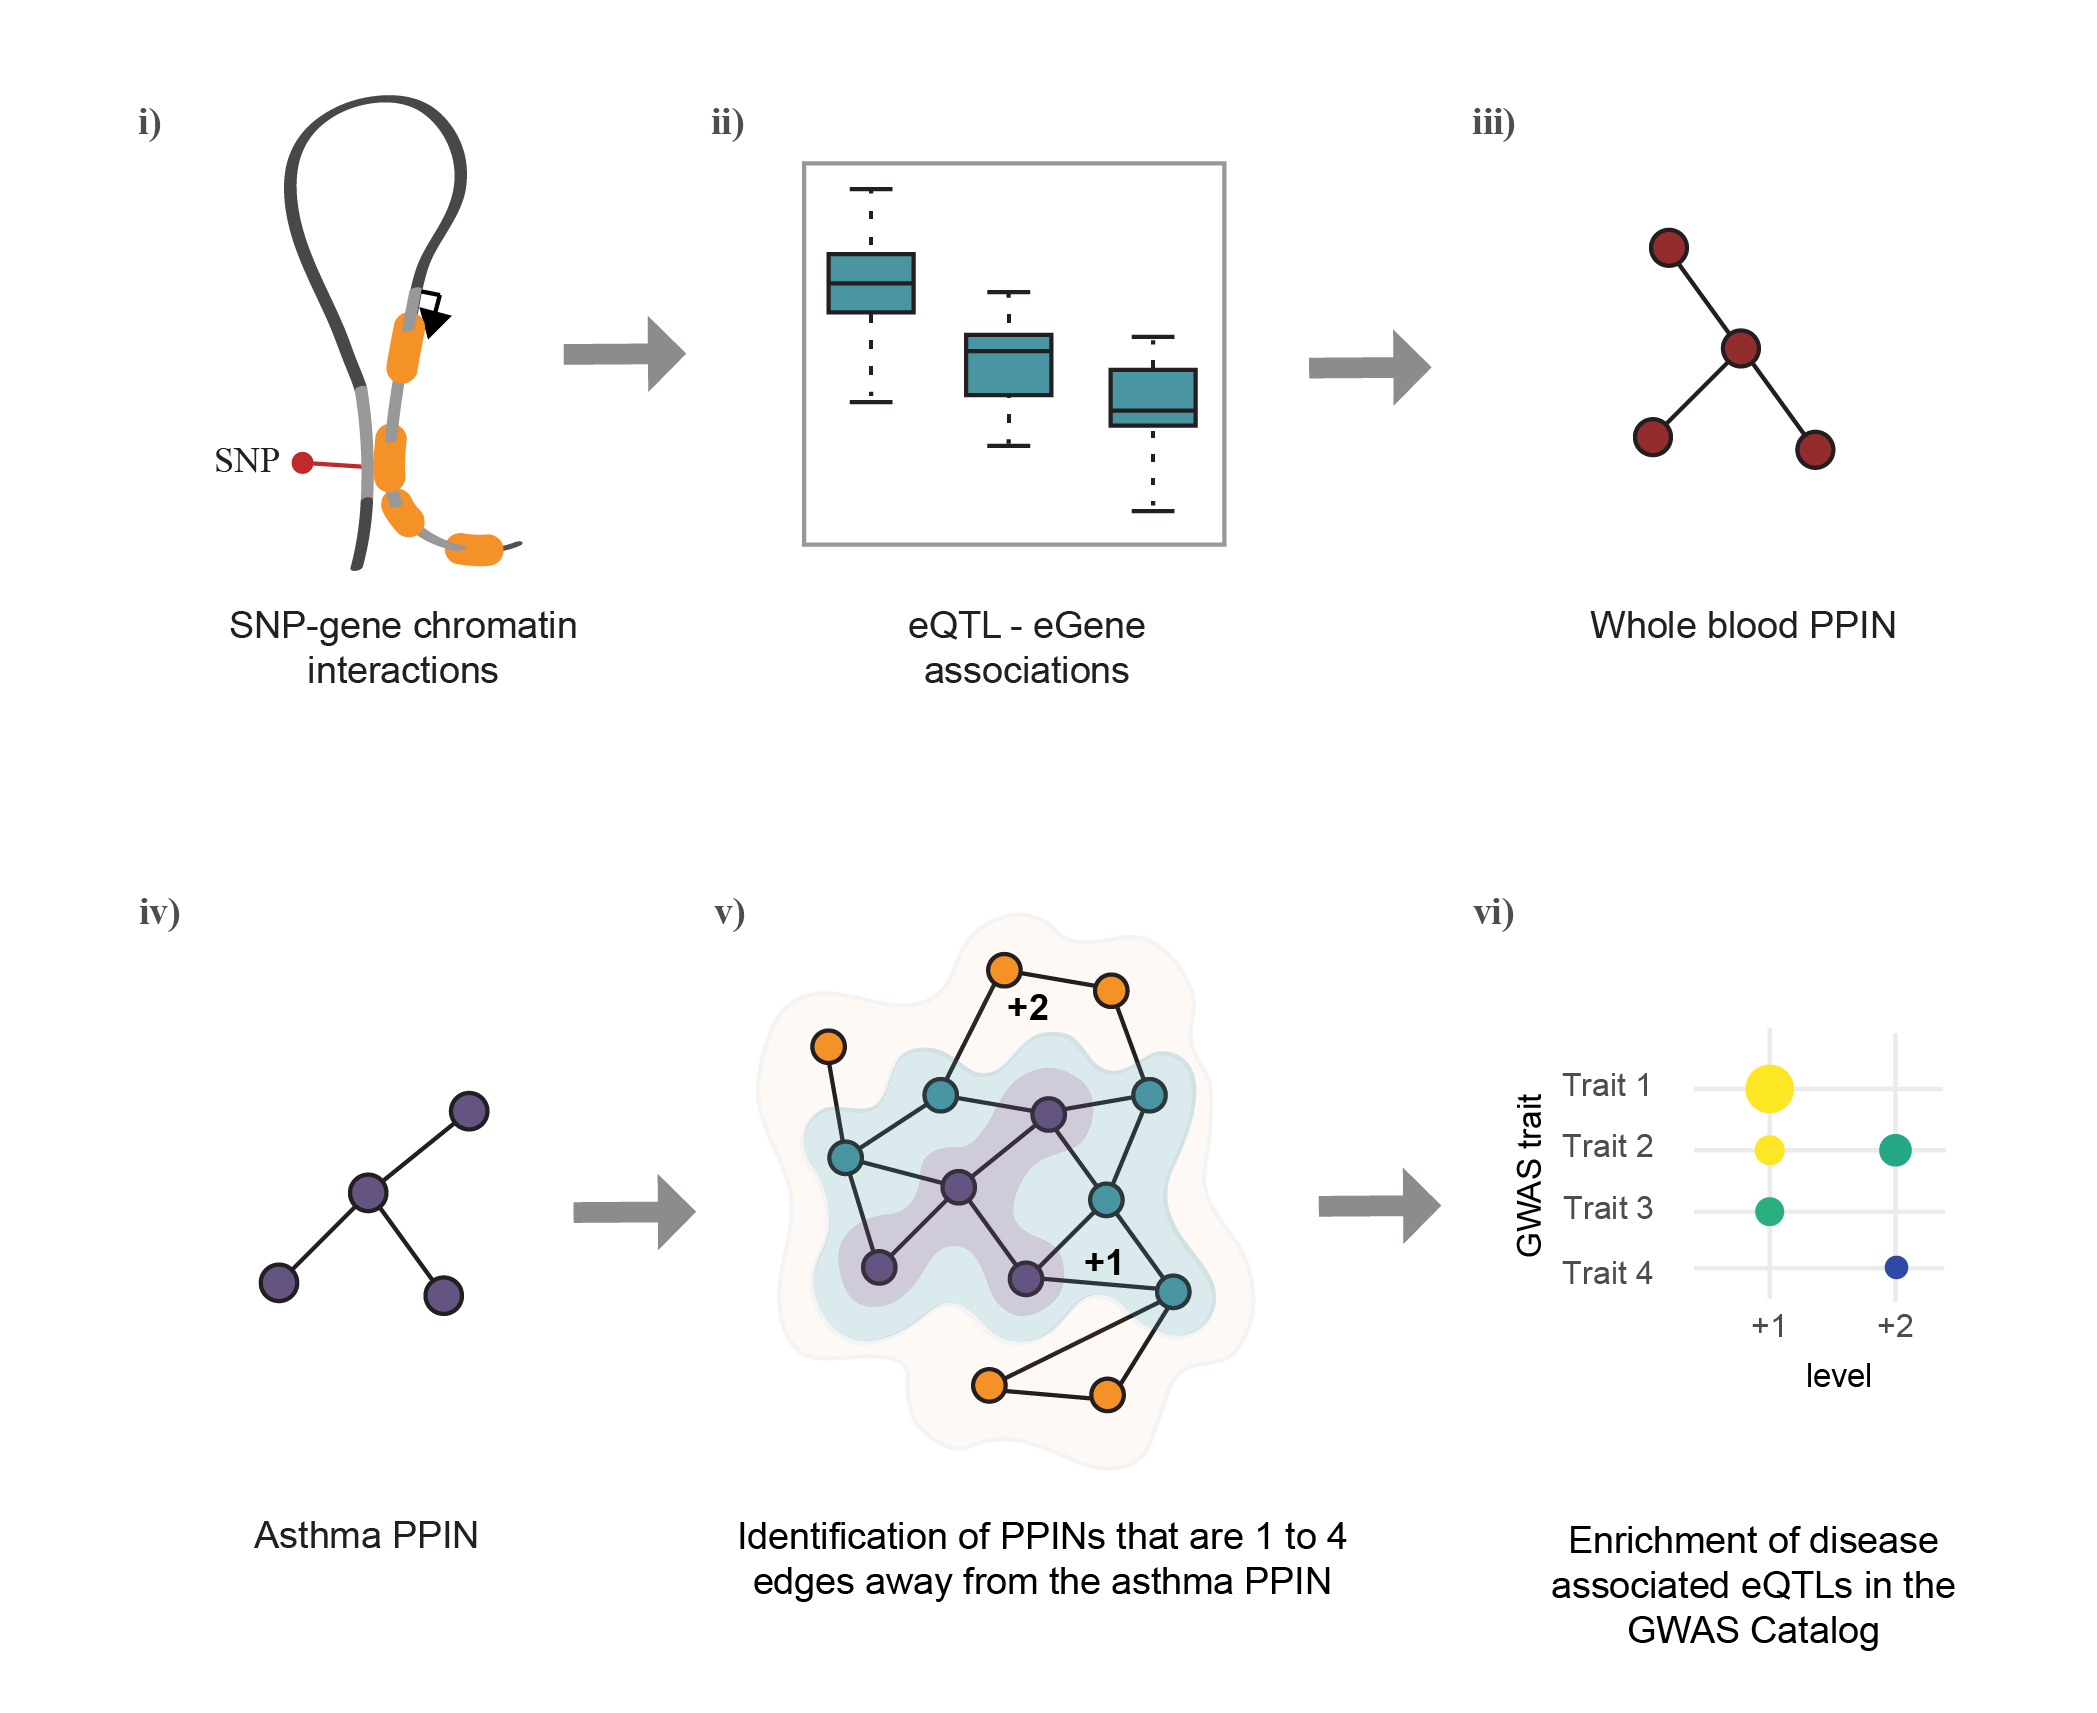 i)
SNP
SNP-gene chromatin
interactions
ii)
eQTL - eGene
associations
iii)
Whole blood PPIN
iv)
Asthma PPIN
v)
+2
+1
Identification of PPINs that are 1 to 4
edges away from the asthma PPIN
vi)
GWAS trait
Trait 1
Trait 2
Trait 3
Trait 4
+1 +2
level
Enrichment of disease
associated eQTLs in the
GWAS Catalog